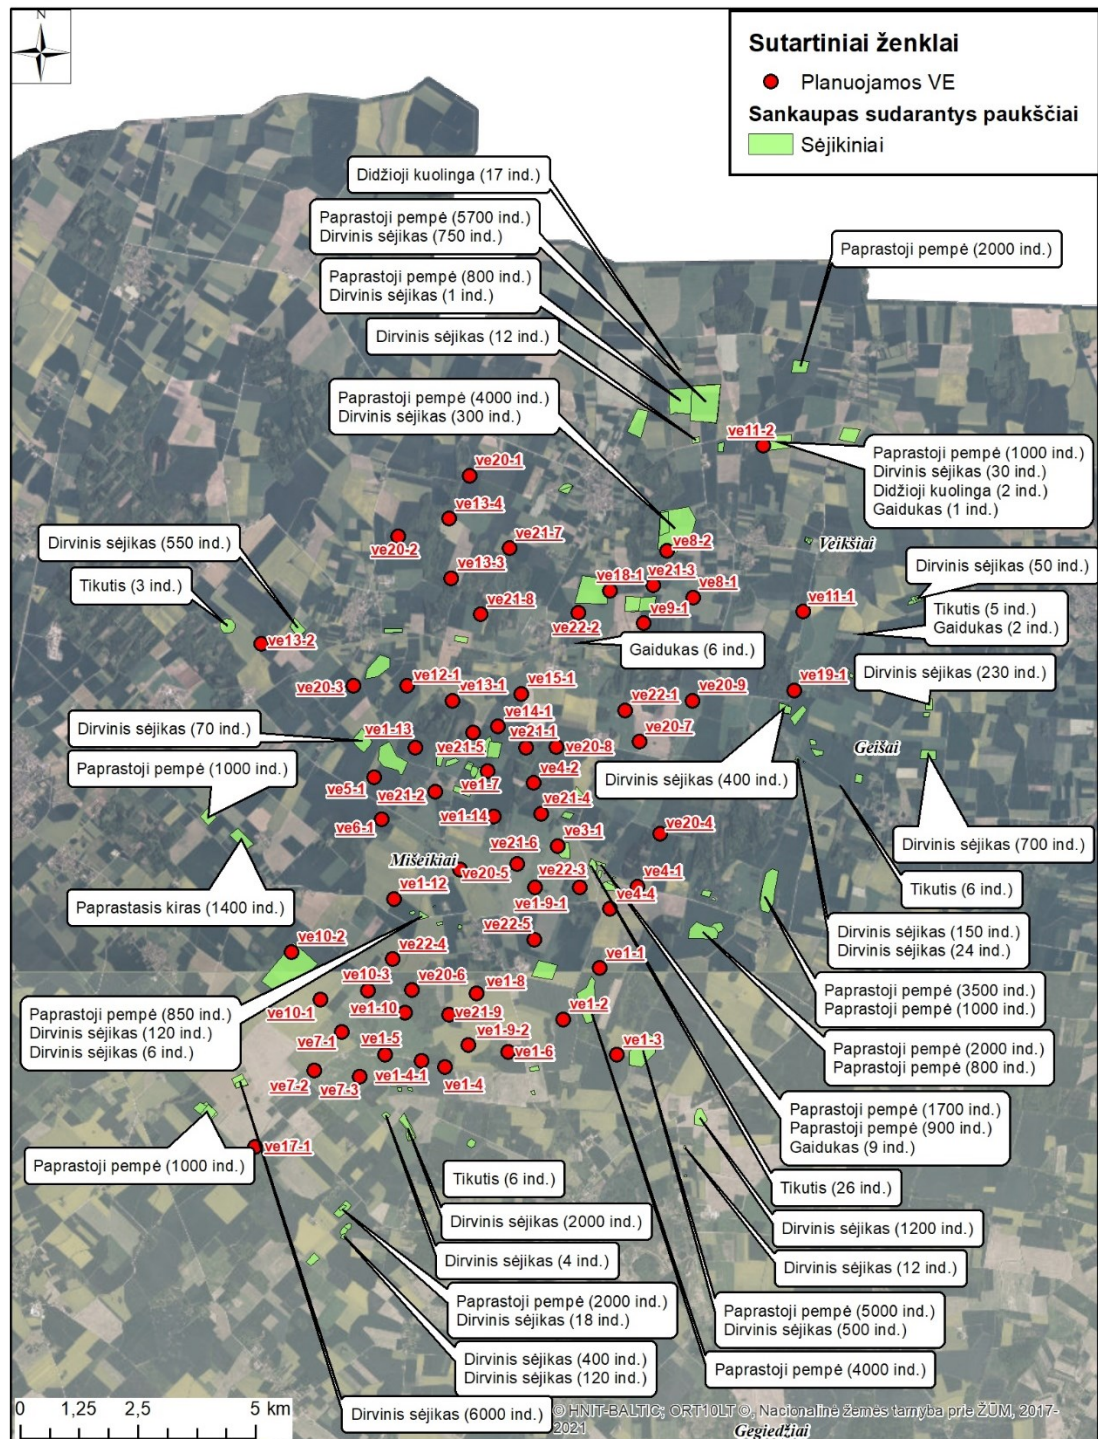 N
Sutartiniai ženklai
Planuojamos VE
Sankaupas sudarantys paukščiai
Sėjikiniai
Didžioji kuolinga (17 ind.)
Paprastoji pempė (5700 ind.)
Dirvinis sėjikas (750 ind.)
Paprastoji pempė (2000 ind.)
Paprastoji pempė (800 ind.)
Dirvinis sėjikas (1 ind.)
Dirvinis sėjikas (12 ind.)
Paprastoji pempė (4000 ind.)
Dirvinis sėjikas (300 ind.)
ve11-2
Paprastoji pempė (1000 ind.)
Dirvinis sėjikas (30 ind.)
Didžioji kuolinga (2 ind.)
Gaidukas (1 ind.)
ve20-1
ve13-4
ve21-7
ve20-2
ve8-2
Veikšiai
Dirvinis sėjikas (550 ind.)
Tikutis (3 ind.)
ve13-3
ve18-1
ve21-3
ve8-1
Dirvinis sėjikas (50 ind.)
ve21-8
ve22-2
ve9-1
ve11-1
Tikutis (5 ind.)
Gaidukas (2 ind.)
ve13-2
Gaidukas (6 ind.)
ve20-3
ve12-1
ve13-1
ve15-1
ve22-1
ve20-9
ve19-1
Dirvinis sėjikas (230 ind.)
Dirvinis sėjikas (70 ind.)
ve1-13
ve14-1
ve21-1
ve21-5
ve20-8
ve20-7
Geišai
Paprastoji pempė (1000 ind.)
ve5-1
ve1-7
ve4-2
Dirvinis sėjikas (400 ind.)
ve21-2
ve6-1
ve1-14
ve21-4
ve3-1
ve20-4
Dirvinis sėjikas (700 ind.)
Mišeikiai
ve21-6
ve20-5
ve22-3
ve4-1
Tikutis (6 ind.)
Paprastasis kiras (1400 ind.)
ve1-12
ve1-9-1
ve4-4
Dirvinis sėjikas (150 ind.)
Dirvinis sėjikas (24 ind.)
ve10-2
ve22-4
ve22-5
ve1-1
ve10-3
ve20-6
ve1-8
Paprastoji pempė (3500 ind.)
Paprastoji pempė (1000 ind.)
Paprastoji pempė (850 ind.)
Dirvinis sėjikas (120 ind.)
Dirvinis sėjikas (6 ind.)
ve10-1
ve1-10
ve21-9
ve1-2
ve7-1
ve1-5
ve1-9-2
ve1-6
ve1-3
Paprastoji pempė (2000 ind.)
Paprastoji pempė (800 ind.)
ve7-2
ve7-3
ve1-4-1
ve1-4
Paprastoji pempė (1700 ind.)
Paprastoji pempė (900 ind.)
Gaidukas (9 ind.)
ve17-1
Paprastoji pempė (1000 ind.)
Tikutis (6 ind.)
Tikutis (26 ind.)
Dirvinis sėjikas (2000 ind.)
Dirvinis sėjikas (1200 ind.)
Dirvinis sėjikas (4 ind.)
Dirvinis sėjikas (12 ind.)
Paprastoji pempė (2000 ind.)
Dirvinis sėjikas (18 ind.)
Paprastoji pempė (5000 ind.)
Dirvinis sėjikas (500 ind.)
Dirvinis sėjikas (400 ind.)
Dirvinis sėjikas (120 ind.)
Paprastoji pempė (4000 ind.)
Dirvinis sėjikas (6000 ind.)
0 1,25 2,5 5 km
© HNIT-BALTIC; ORT10LT ©, Nacionalinė žemės tarnyba prie ŽŪM, 2017-
2021
Gegiedžiai